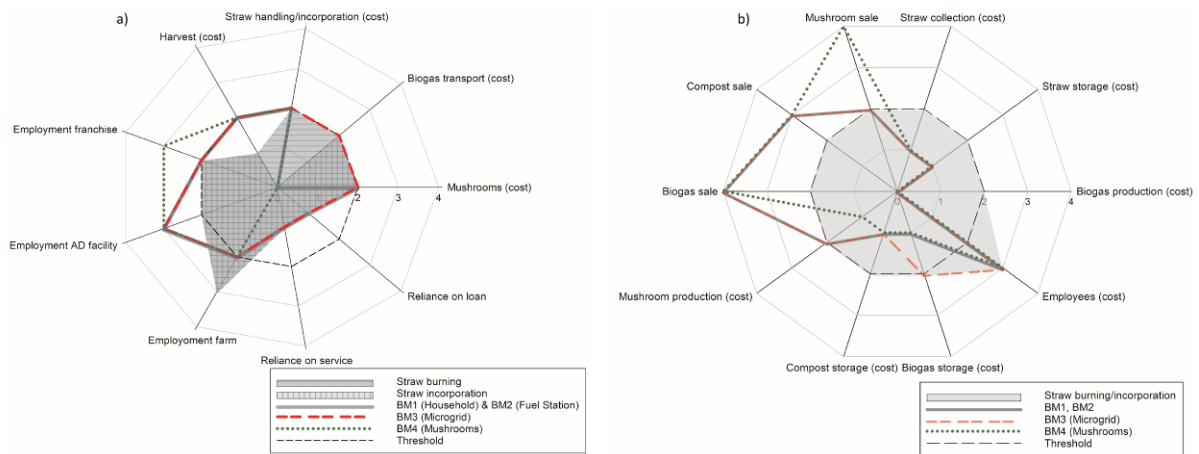 a)
Straw handling/incorporation (cost)
Harvest (cost)
Biogas transport (cost)
Employment franchise
Mushrooms (cost)
0 1 2 3 4
Employment AD facility
Reliance on loan
Employoment farm
Reliance on service
Straw burning
Straw incorporation
BM1 (Household) & BM2 (Fuel Station)
BM3 (Microgrid)
BM4 (Mushrooms)
Threshold
b)
Mushroom sale
Straw collection (cost)
Compost sale
Straw storage (cost)
Biogas sale
0 1 2 3 4
Biogas production (cost)
Mushroom production (cost)
Employees (cost)
Compost storage (cost)
Biogas storage (cost)
Straw burning/incorporation
BM1, BM2
BM3 (Microgrid)
BM4 (Mushrooms)
Threshold